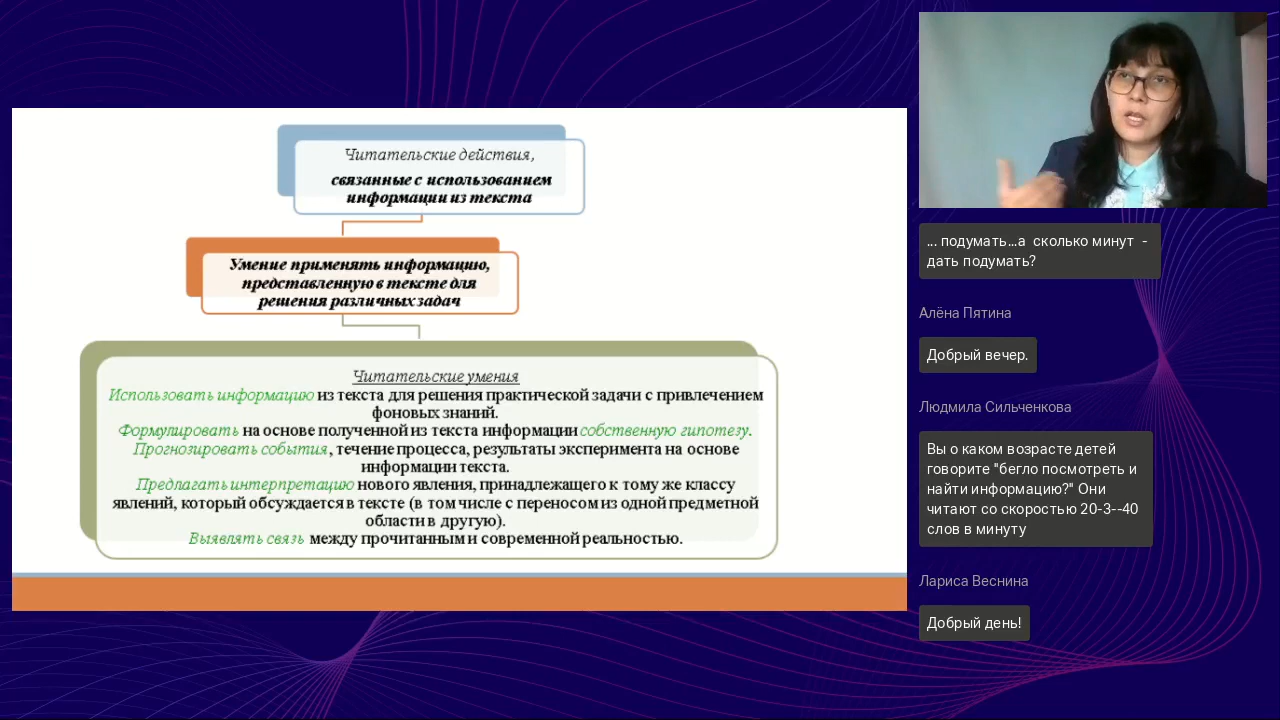 Читательские действия,
связанные с использованием
информации из текста
Умение применять информацию,
представленную в тексте для
решения различных задач
Читательские умения
Использовать информацию из текста для решения практической задачи с привлечением
фоновых знаний.
Формулировать на основе полученной из текста информации собственную гипотезу.
Прогнозировать события, течение процесса, результаты эксперимента на основе
информации текста.
Предлагать интерпретацию нового явления, принадлежащего к тому же классу
явлений, который обсуждается в тексте (в том числе с переносом из одной предметной
области в другую).
Выявлять связь между прочитанным и современной реальностью.
... подумать...а сколько минут -
дать подумать?
Алёна Пятина
Добрый вечер.
Людмила Сильченкова
Вы о каком возрасте детей
говорите "бегло посмотреть и
найти информацию?" Они
читают со скоростью 20-3--40
слов в минуту
Лариса Веснина
Добрый день!